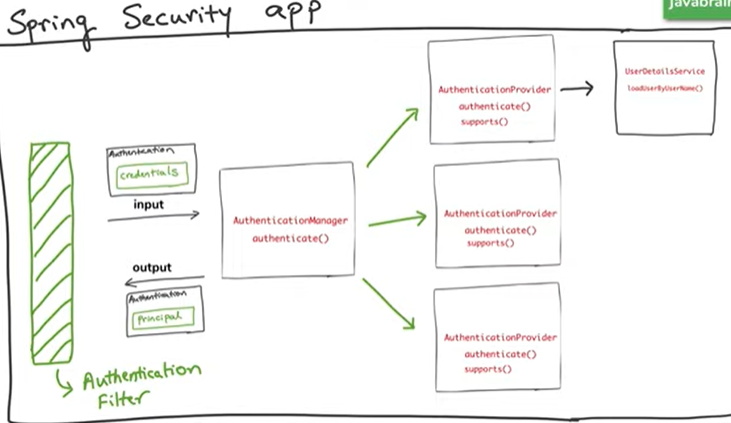 Spring Security app
javabrain
AuthenticationProvider
authenticate()
supports()
UserDetailsService
loadUserByUserName()
Authentication
credentials
input
AuthenticationManager
authenticate()
AuthenticationProvider
authenticate()
supports()
output
Authentication
Principal
AuthenticationProvider
authenticate()
supports()
Authentication
Filter